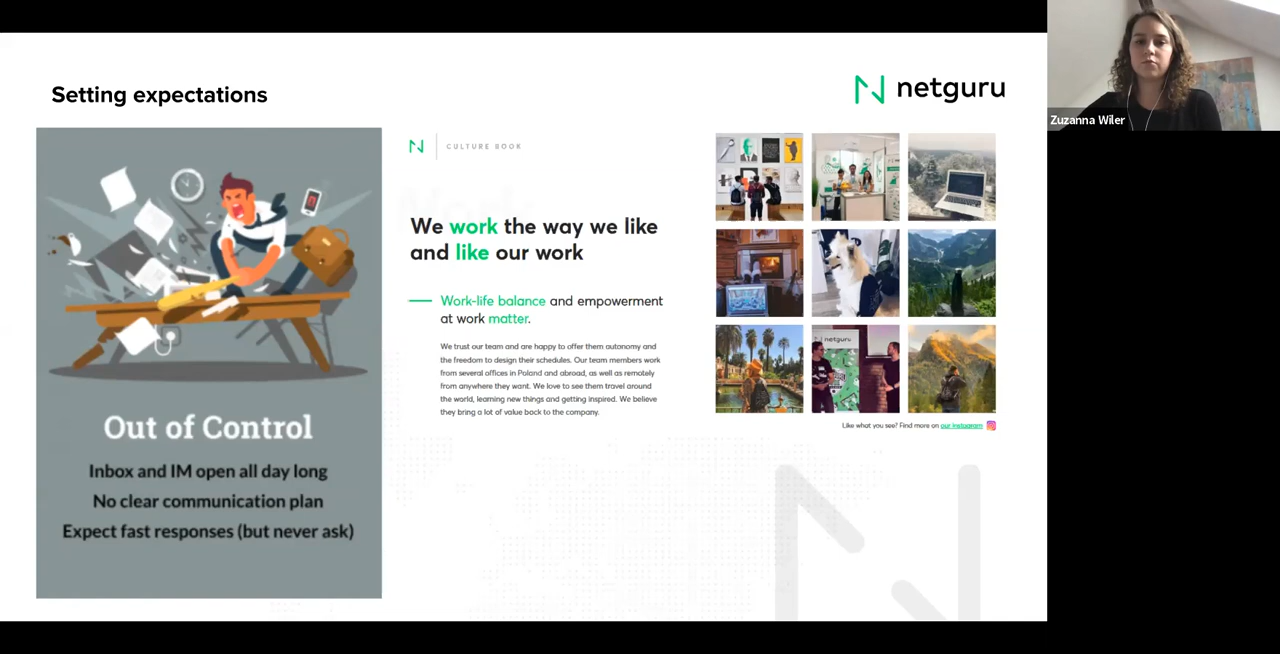 Setting expectations
netguru
Zuzanna Wiler
CULTURE BOOK
We work the way we like
and like our work
Work-life balance and empowerment
at work matter.
We trust our team and are happy to offer them autonomy and
the freedom to design their schedules. Our team members work
from several offices in Poland and abroad, as well as remotely
from anywhere they want. We love to see them travel around
the world, learning new things and getting inspired. We believe
they bring a lot of value back to the company.
netguru
Like what you see? Find more on our instagram
Out of Control
Inbox and IM open all day long
No clear communication plan
Expect fast responses (but never ask)